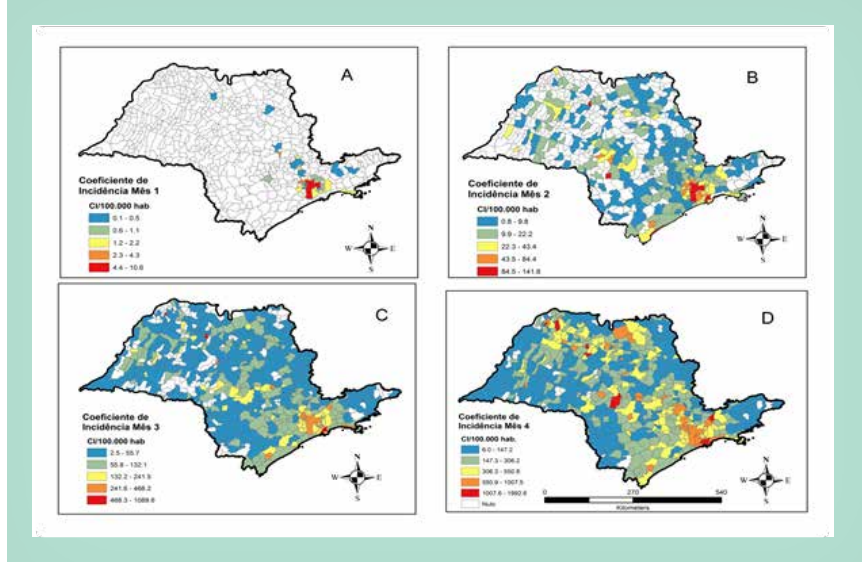 A
Coeficiente de
Incidência Mês 1
CI/100.000 hab
0.1 - 0.5
0.6 - 1.1
1.2 - 2.2
2.3 - 4.3
4.4 - 10.6
N
W
E
S
B
Coeficiente de
Incidência Mês 2
CI/100.000 hab
0.8 - 9.8
9.9 - 22.2
22.3 - 43.4
43.5 - 84.4
84.5 - 141.8
N
W
E
S
C
Coeficiente de
Incidência Mês 3
CI/100.000 hab
2.5 - 55.7
55.8 - 132.1
132.2 - 241.5
241.6 - 468.2
468.3 - 1089.8
N
W
E
S
D
Coeficiente de
Incidência Mês 4
CI/100.000 hab.
6.0 - 147.2
147.3 - 306.2
306.3 - 550.8
550.9 - 1007.5
Nulo
0 270 540
Kilometers
N
W
E
S